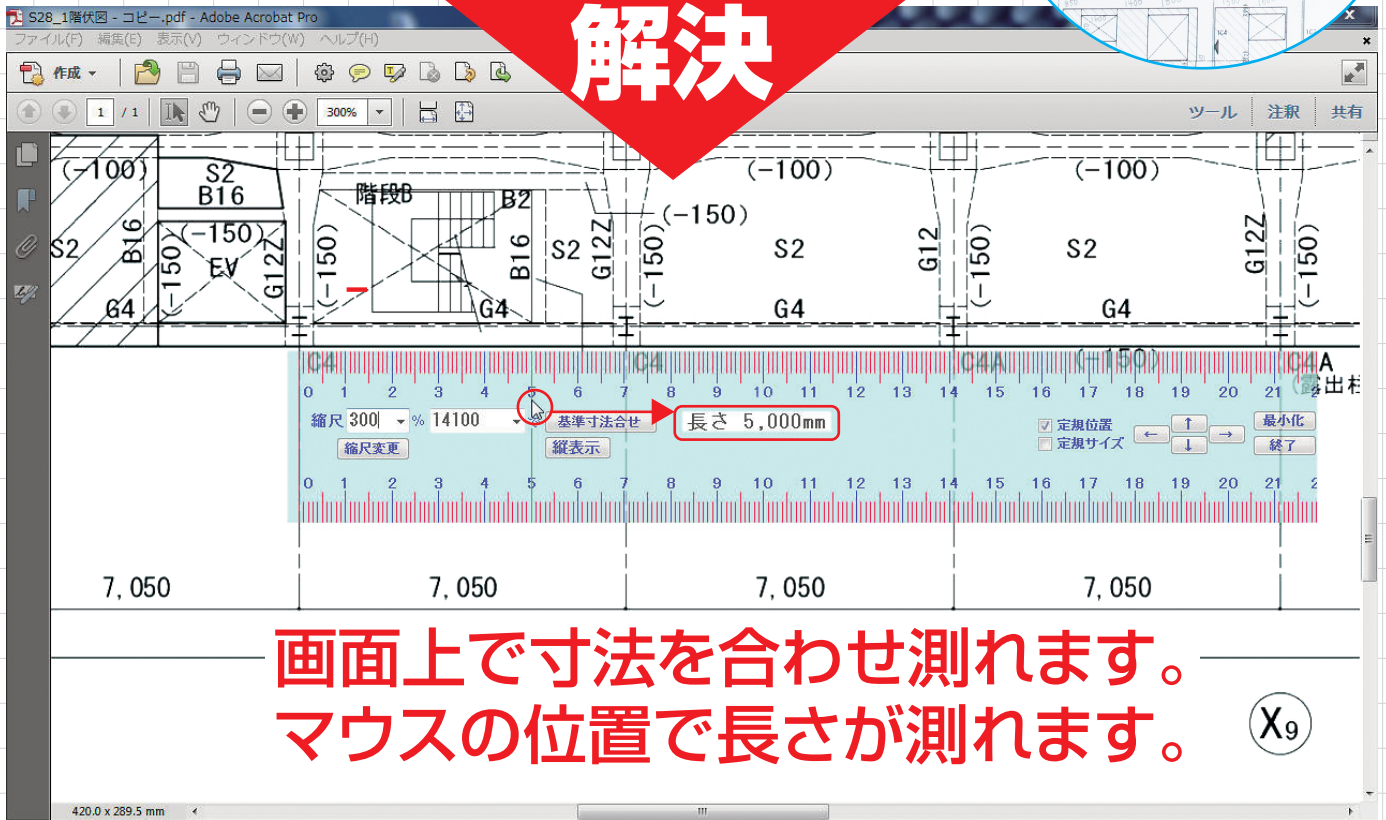 S28_1階伏図 - コピー.pdf - Adobe Acrobat Pro
解決
ファイル(F) 編集(E) 表示(V) ウィンドウ(W) ヘルプ(H)
作成
1 / 1 300% ツール 注釈 共有
(-100) S2 B16 (-100) (-100)
階段B B2 (-150)
S2 B16 (-150) (-150) EV G12Z (-150) B16 S2 G12Z (-150) S2 G12 (-150) S2 G12Z (-150)
G4 G4 G4 G4
C4 C4 C4A (-150) C4A
(露出柱
0 1 2 3 4 5 6 7 8 9 10 11 12 13 14 15 16 17 18 19 20 21 2
縮尺 300 % 14100 基準寸法合せ 長さ 5,000mm 定規位置 ↑ 最小化
縮尺変更 縦表示 定規サイズ ← ↓ → 終了
0 1 2 3 4 5 6 7 8 9 10 11 12 13 14 15 16 17 18 19 20 21 2
7,050 7,050 7,050 7,050
画面上で寸法を合わせ測れます。
マウスの位置で長さが測れます。
X9
420.0 x 289.5 mm